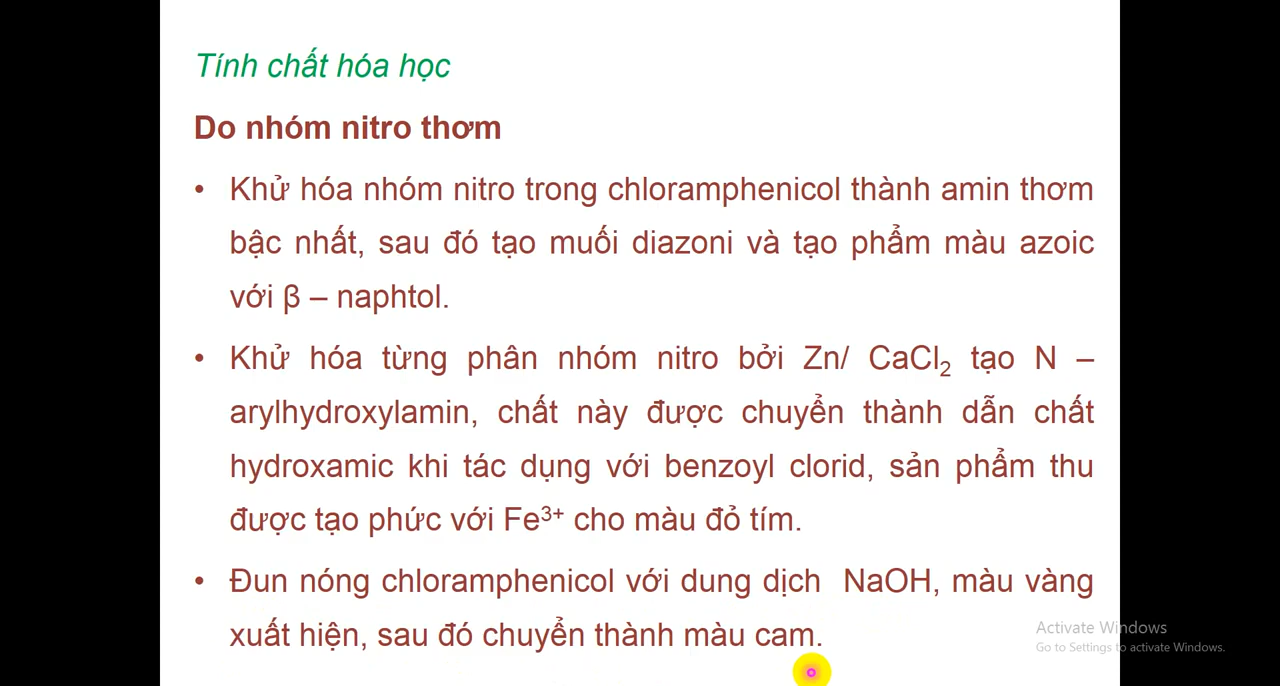 Tính chất hóa học
Do nhóm nitro thơm
• Khử hóa nhóm nitro trong chloramphenicol thành amin thơm
bậc nhất, sau đó tạo muối diazoni và tạo phẩm màu azoic
với β – naphtol.
• Khử hóa từng phân nhóm nitro bởi Zn/ CaCl₂ tạo N –
arylhydroxylamin, chất này được chuyển thành dẫn chất
hydroxamic khi tác dụng với benzoyl clorid, sản phẩm thu
được tạo phức với Fe³⁺ cho màu đỏ tím.
• Đun nóng chloramphenicol với dung dịch NaOH, màu vàng
xuất hiện, sau đó chuyển thành màu cam.
Activate Windows
Go to Settings to activate Windows.